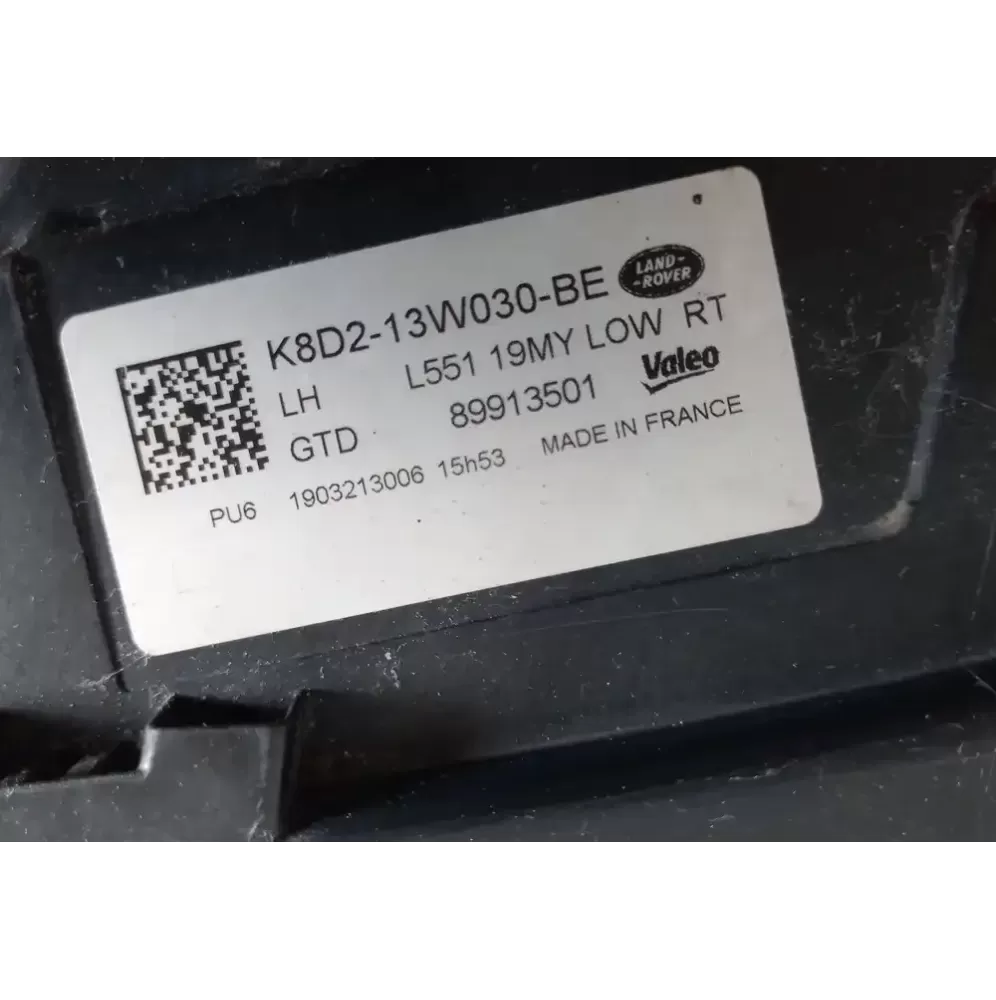 K8D2-13W030-BE LAND-
-ROVER
LH L551 19MY LOW RT
GTD 89913501 Valeo
PU6 1903213006 15h53 MADE IN FRANCE